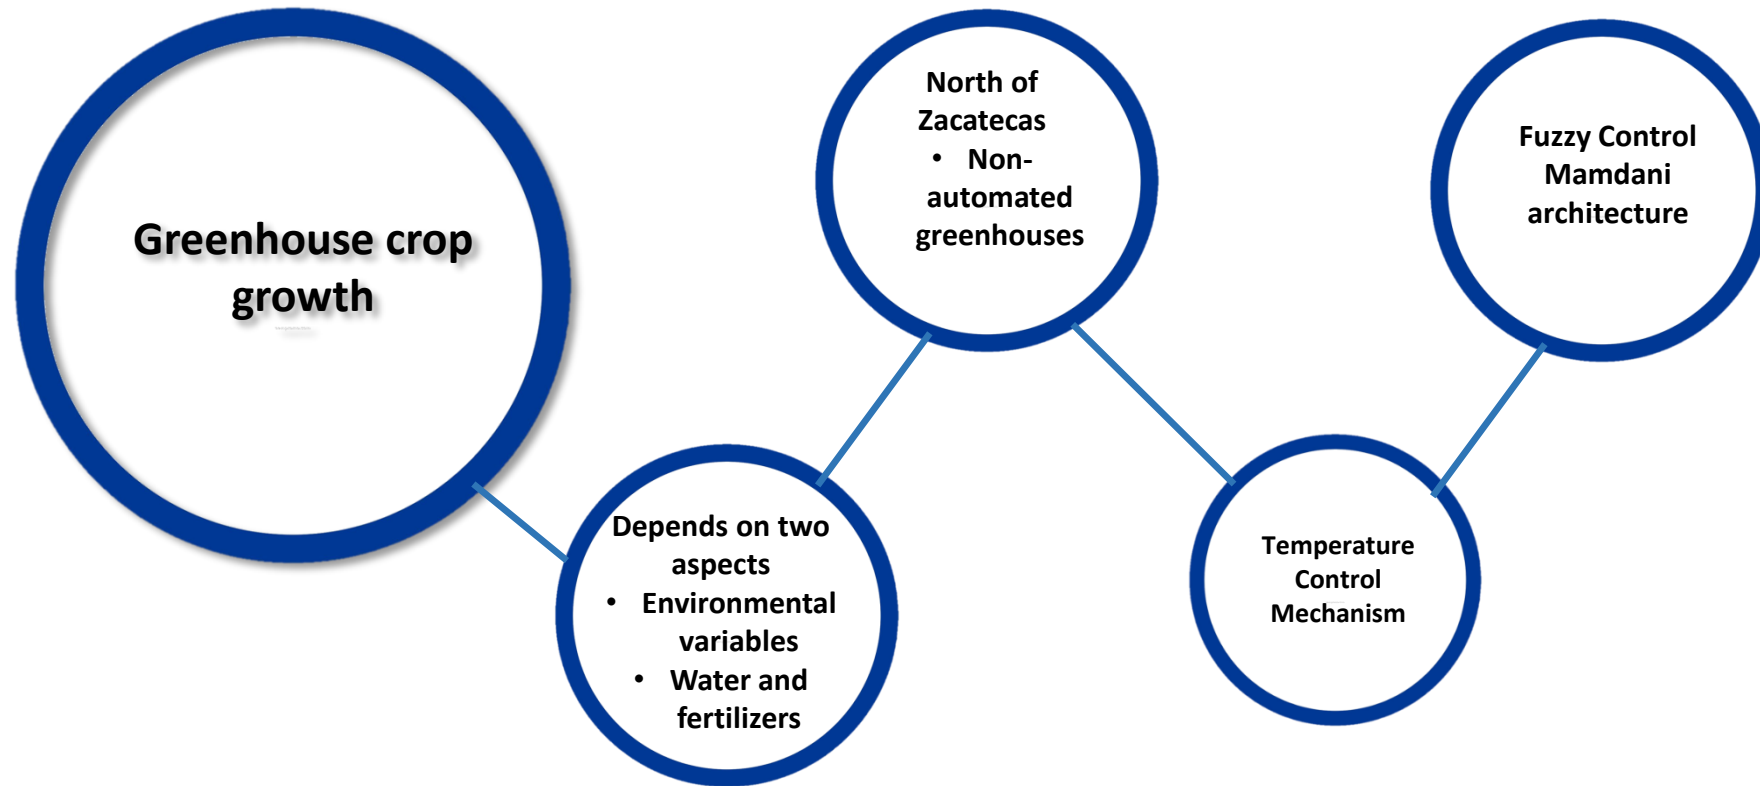 Greenhouse crop
growth
Depends on two
aspects
• Environmental
variables
• Water and
fertilizers
North of
Zacatecas
• Non-
automated
greenhouses
Temperature
Control
Mechanism
Fuzzy Control
Mamdani
architecture